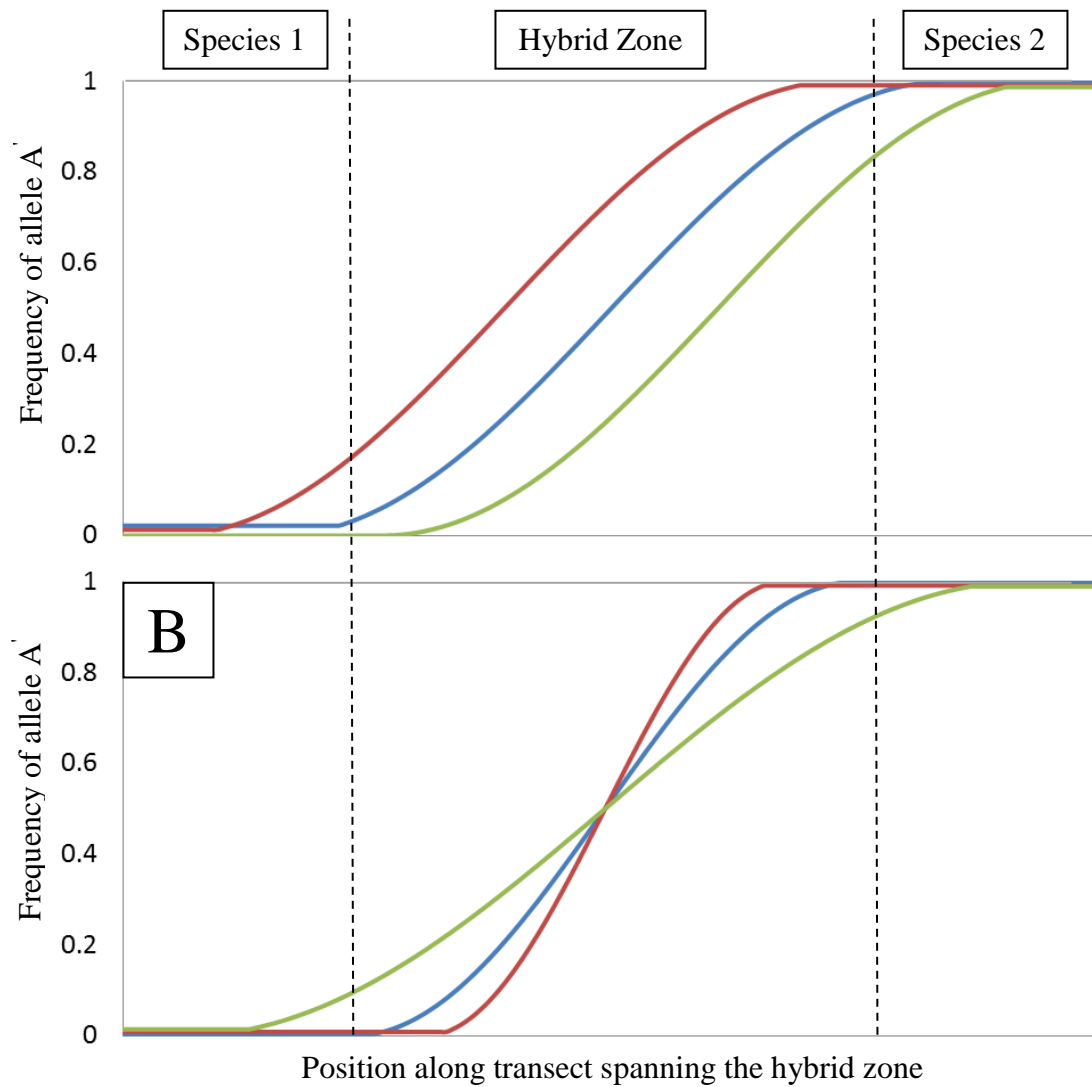 Species 1
Hybrid Zone
Species 2
Frequency of allele A'
1
0.8
0.6
0.4
0.2
0
B
Frequency of allele A'
1
0.8
0.6
0.4
0.2
0
Position along transect spanning the hybrid zone